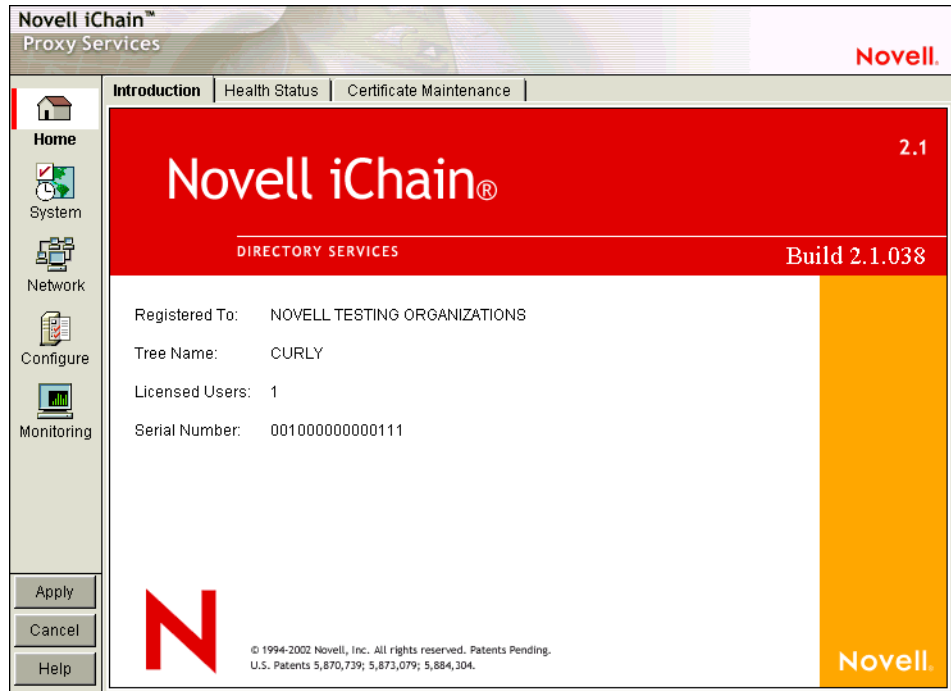 Novell iChain™
Proxy Services
Novell.
Introduction Health Status Certificate Maintenance
Home
System
Network
Configure
Monitoring
Apply
Cancel
Help
2.1
Novell iChain®
DIRECTORY SERVICES
Build 2.1.038
Registered To: NOVELL TESTING ORGANIZATIONS
Tree Name: CURLY
Licensed Users: 1
Serial Number: 001000000000111
N
© 1994-2002 Novell, Inc. All rights reserved. Patents Pending.
U.S. Patents 5,870,739; 5,873,079; 5,884,304.
Novell.